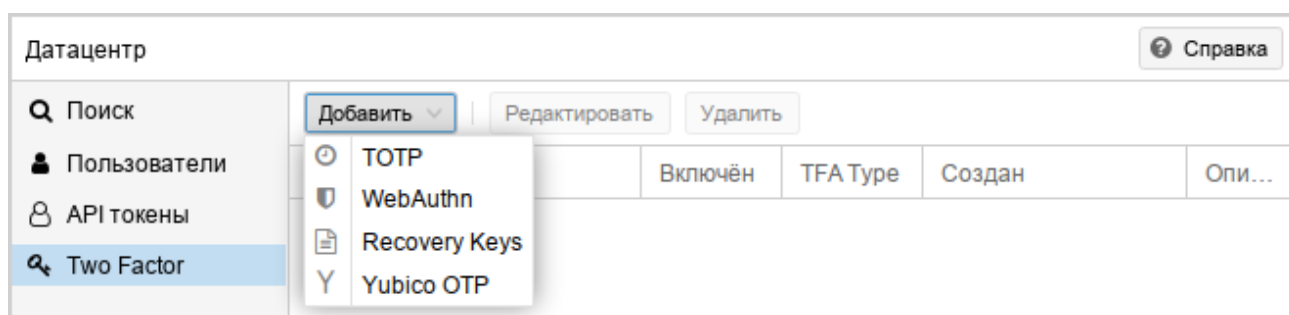 Датацентр
Справка
Поиск
Добавить
Редактировать
Удалить
Пользователи
TOTP
Включён
TFA Type
Создан
Опи...
WebAuthn
API токены
Recovery Keys
Two Factor
Yubico OTP